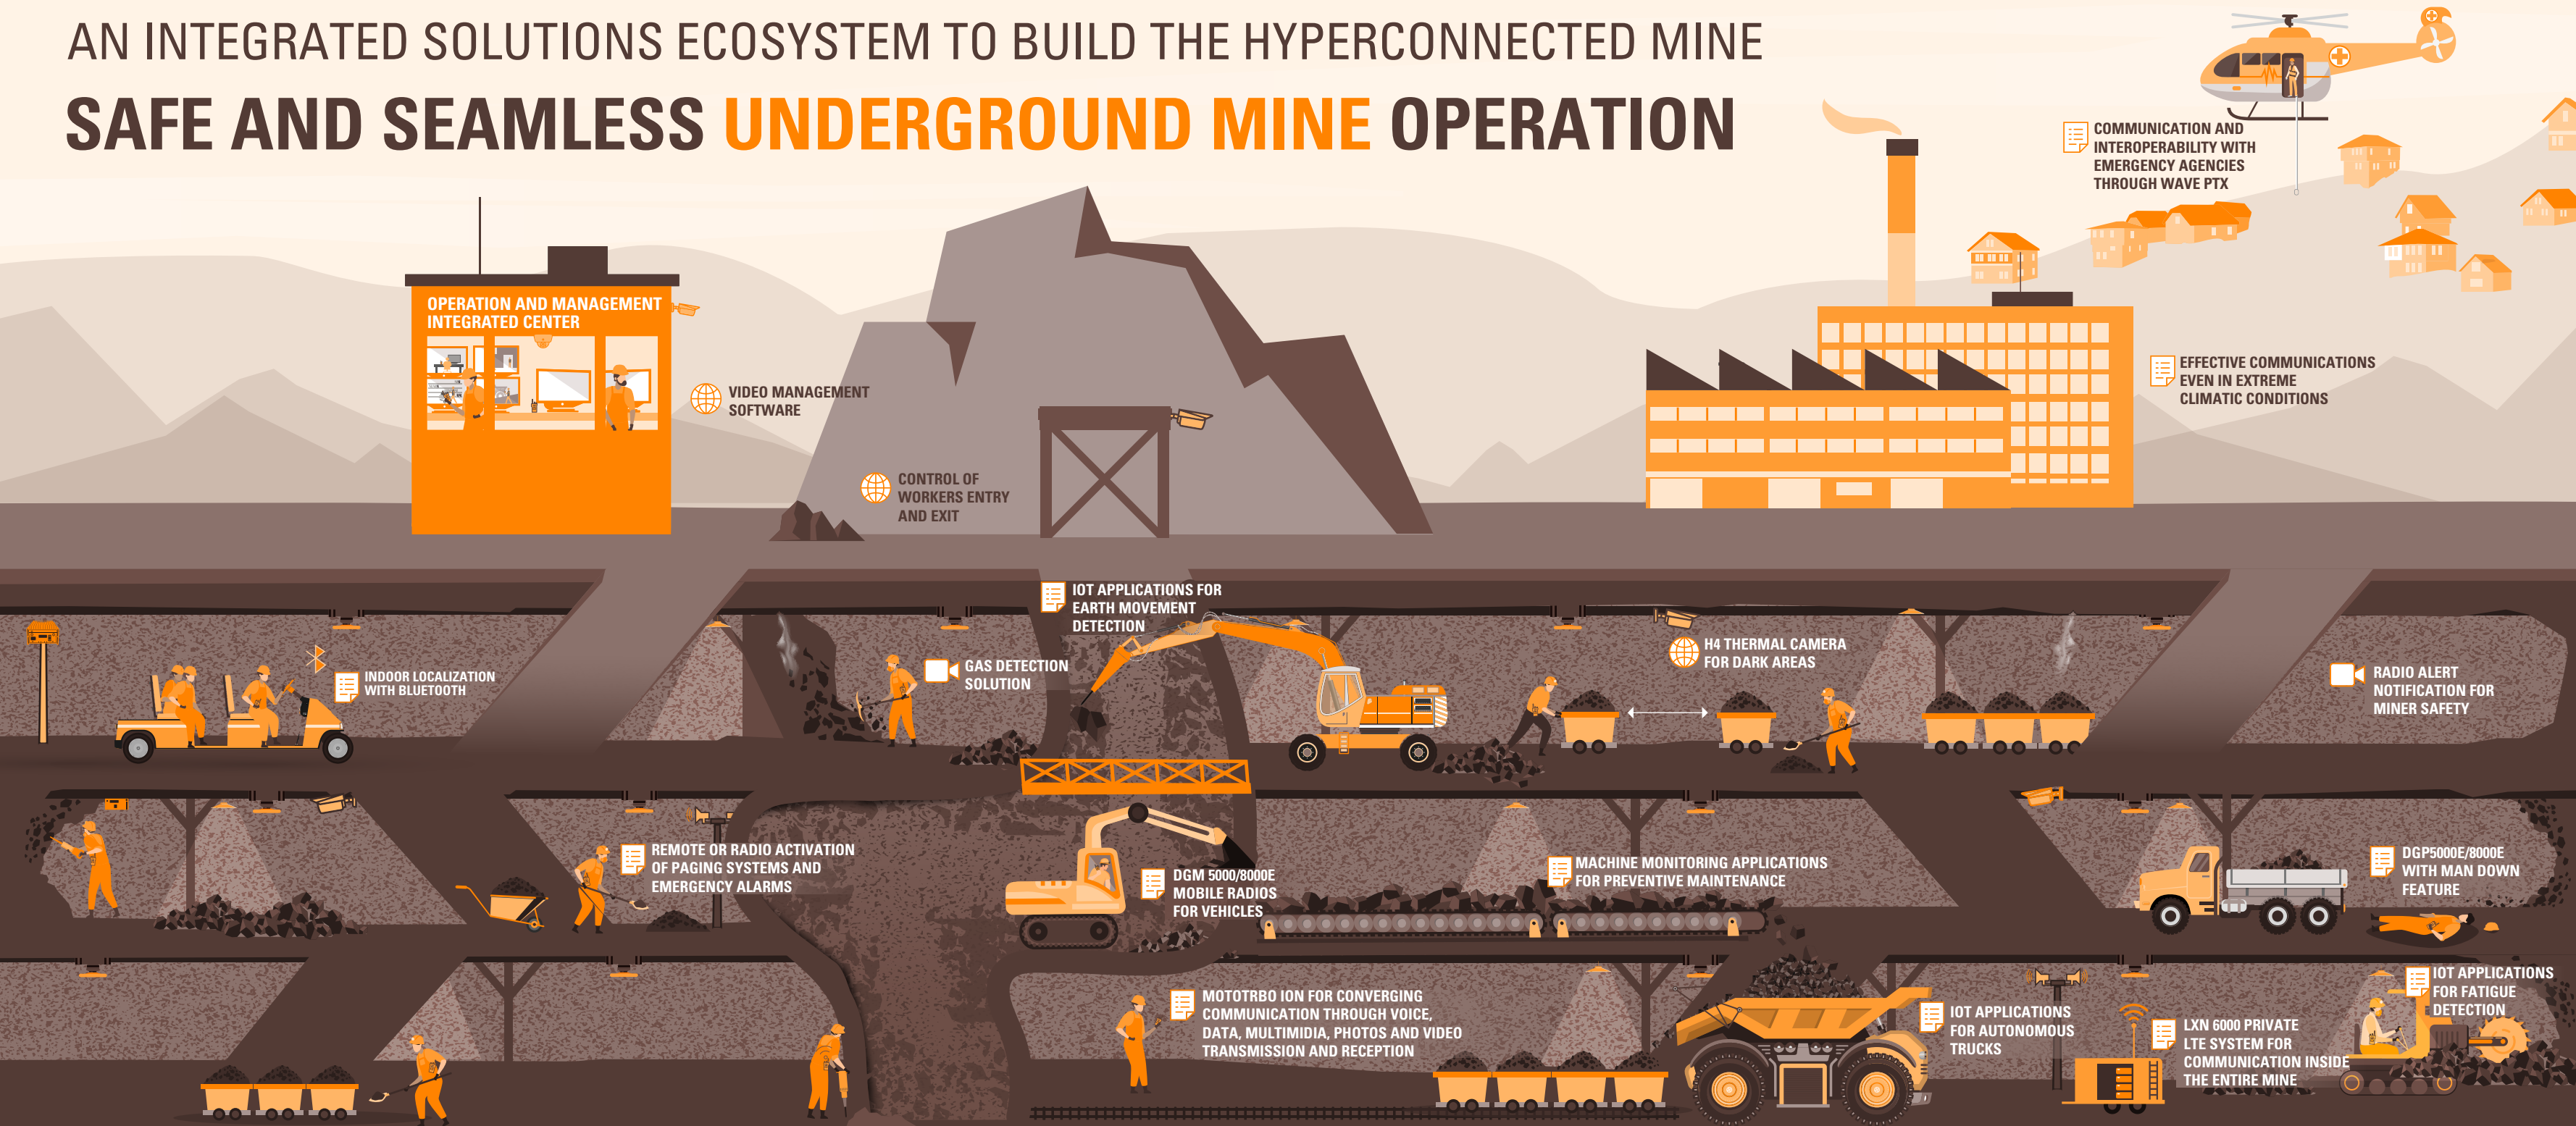 AN INTEGRATED SOLUTIONS ECOSYSTEM TO BUILD THE HYPERCONNECTED MINE
SAFE AND SEAMLESS UNDERGROUND MINE OPERATION
COMMUNICATION AND
INTEROPERABILITY WITH
EMERGENCY AGENCIES
THROUGH WAVE PTX
OPERATION AND MANAGEMENT
INTEGRATED CENTER
VIDEO MANAGEMENT
SOFTWARE
EFFECTIVE COMMUNICATIONS
EVEN IN EXTREME
CLIMATIC CONDITIONS
CONTROL OF
WORKERS ENTRY
AND EXIT
IOT APPLICATIONS FOR
EARTH MOVEMENT
DETECTION
INDOOR LOCALIZATION
WITH BLUETOOTH
GAS DETECTION
SOLUTION
H4 THERMAL CAMERA
FOR DARK AREAS
RADIO ALERT
NOTIFICATION FOR
MINER SAFETY
REMOTE OR RADIO ACTIVATION
OF PAGING SYSTEMS AND
EMERGENCY ALARMS
DGM 5000/8000E
MOBILE RADIOS
FOR VEHICLES
MACHINE MONITORING APPLICATIONS
FOR PREVENTIVE MAINTENANCE
DGP5000E/8000E
WITH MAN DOWN
FEATURE
MOTOTRBO ION FOR CONVERGING
COMMUNICATION THROUGH VOICE,
DATA, MULTIMIDIA, PHOTOS AND VIDEO
TRANSMISSION AND RECEPTION
IOT APPLICATIONS
FOR AUTONOMOUS
TRUCKS
LXN 6000 PRIVATE
LTE SYSTEM FOR
COMMUNICATION INSIDE
THE ENTIRE MINE
IOT APPLICATIONS
FOR FATIGUE
DETECTION